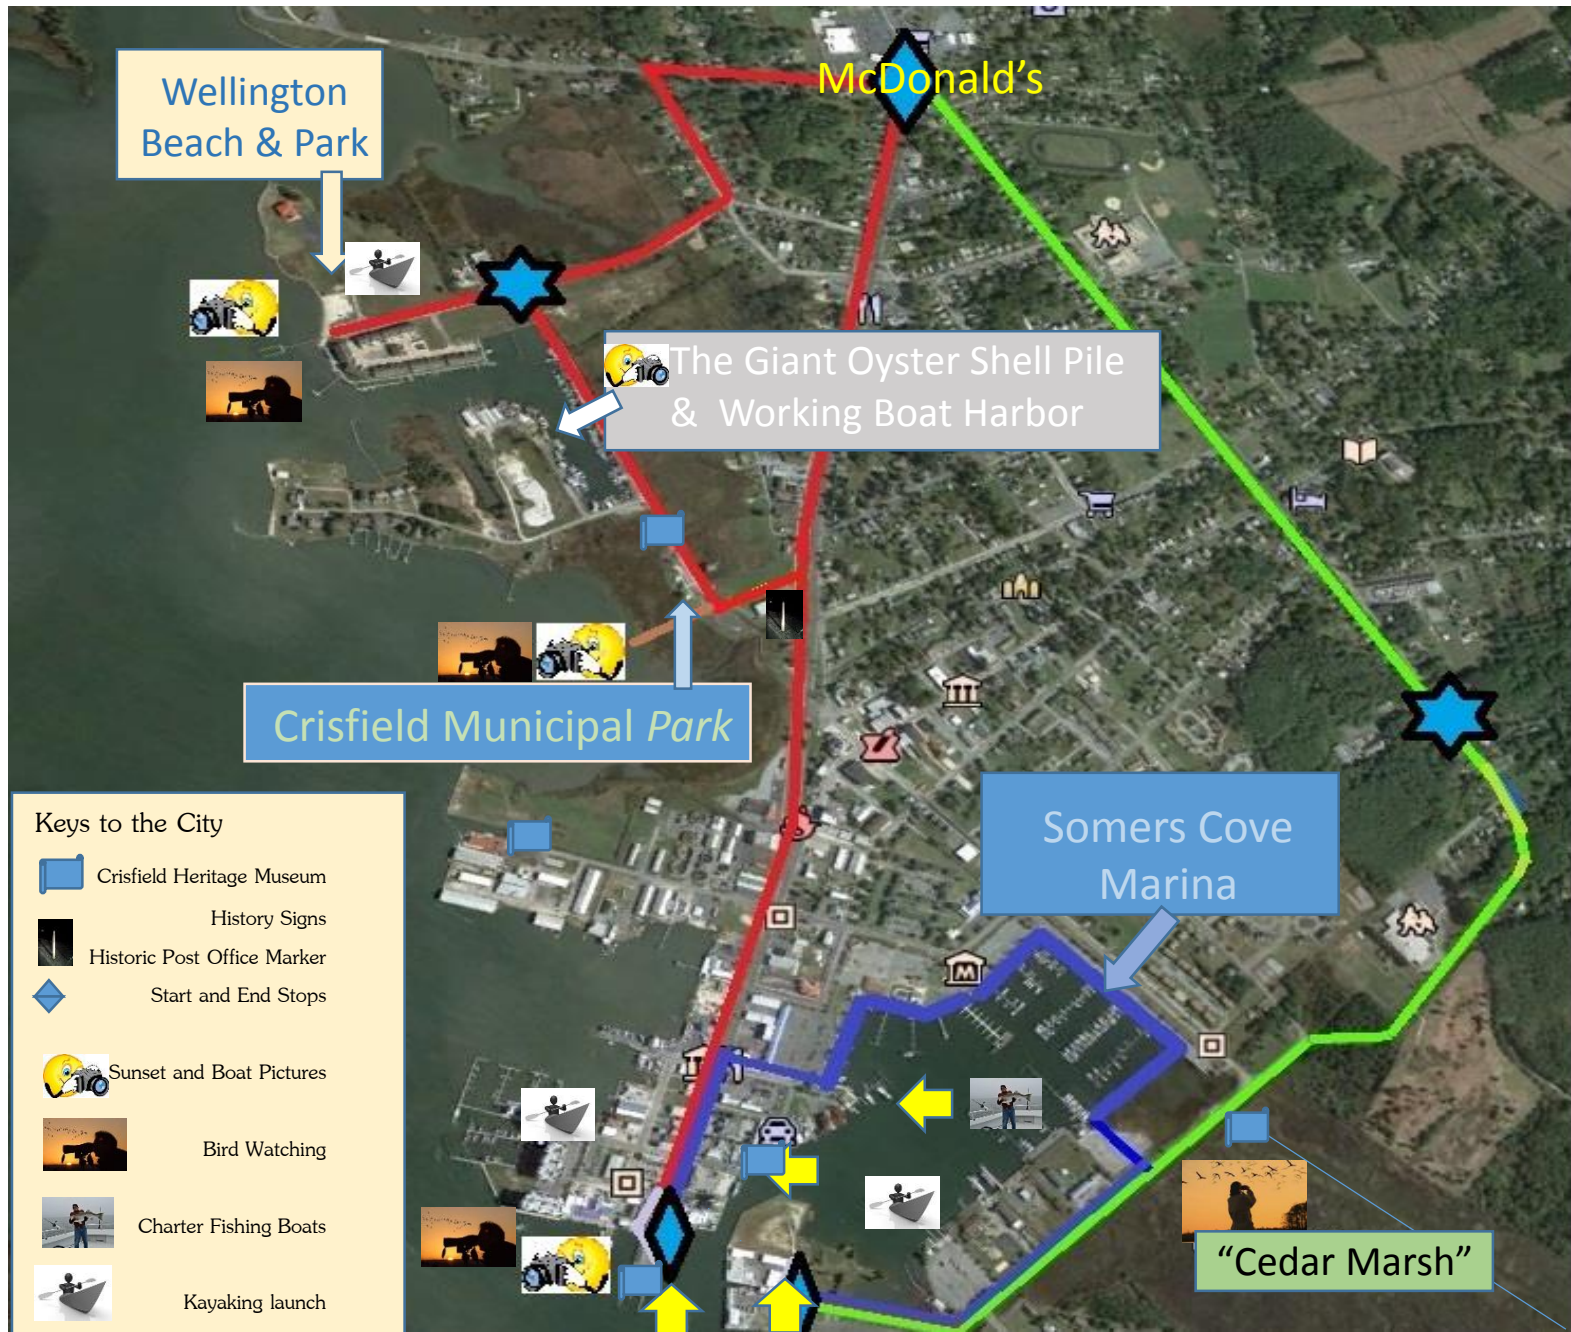 McDonald’s
Wellington
Beach & Park
The Giant Oyster Shell Pile
& Working Boat Harbor
Crisfield Municipal Park
Somers Cove
Marina
“Cedar Marsh”
Keys to the City
Crisfield Heritage Museum
History Signs
Historic Post Office Marker
Start and End Stops
Sunset and Boat Pictures
Bird Watching
Charter Fishing Boats
Kayaking launch